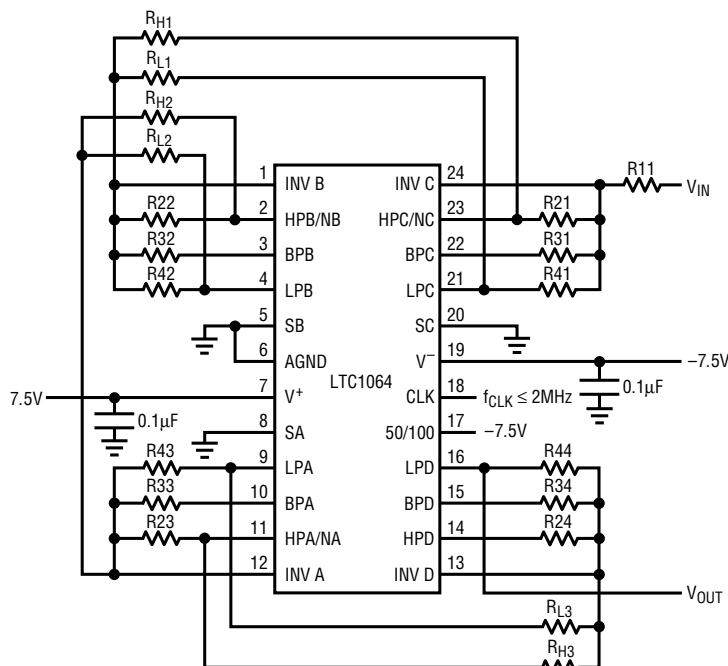 RH1
RL1
RH2
RL2
1 INV B INV C 24 R11 VIN
R22 2 HPB/NB HPC/NC 23 R21
R32 3 BPB BPC 22 R31
R42 4 LPB LPC 21 R41
5 SB SC 20
6 AGND V– 19 –7.5V
LTC1064
7.5V 7 V+ CLK 18 fCLK ≤ 2MHz 0.1µF
0.1µF
8 SA 50/100 17 –7.5V
R43 9 LPA LPD 16 R44
R33 10 BPA BPD 15 R34
R23 11 HPA/NA HPD 14 R24
12 INV A INV D 13
VOUT
RL3
RH3